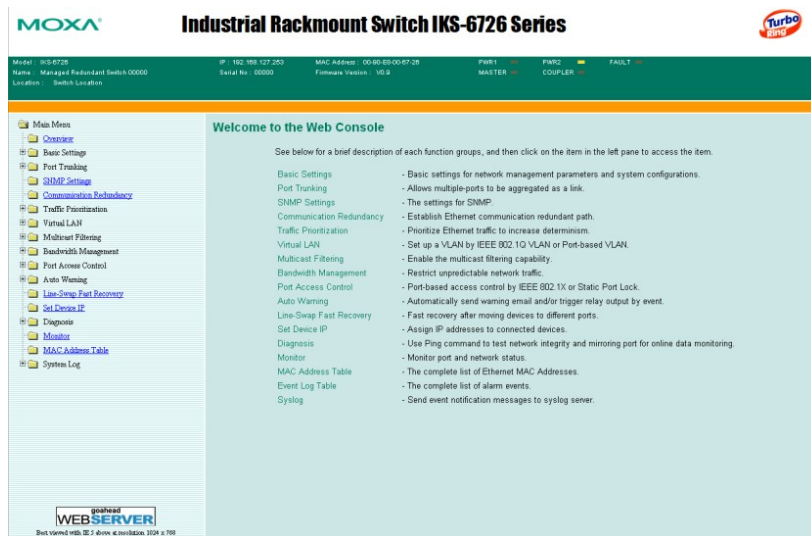 MOXA
Industrial Rackmount Switch IKS-6726 Series
Turbo Ring
Model : IKS-6726
Name : Managed Redundant Switch 00000
Location : Switch Location
IP : 192.168.127.253
Serial No : 00000
MAC Address : 00-90-E8-00-67-26
Firmware Version : V0.9
PWR1
PWR2
FAULT
MASTER
COUPLER
Main Menu
Overview
Basic Settings
Port Trunking
SNMP Settings
Communication Redundancy
Traffic Prioritization
Virtual LAN
Multicast Filtering
Bandwidth Management
Port Access Control
Auto Warning
Line-Swap Fast Recovery
Set Device IP
Diagnosis
Monitor
MAC Address Table
System Log
goahead
WEBSERVER
Best viewed with IE 5 above at resolution 1024 x 768
Welcome to the Web Console
See below for a brief description of each function groups, and then click on the item in the left pane to access the item.
Basic Settings - Basic settings for network management parameters and system configurations.
Port Trunking - Allows multiple-ports to be aggregated as a link.
SNMP Settings - The settings for SNMP.
Communication Redundancy - Establish Ethernet communication redundant path.
Traffic Prioritization - Prioritize Ethernet traffic to increase determinism.
Virtual LAN - Set up a VLAN by IEEE 802.1Q VLAN or Port-based VLAN.
Multicast Filtering - Enable the multicast filtering capability.
Bandwidth Management - Restrict unpredictable network traffic.
Port Access Control - Port-based access control by IEEE 802.1X or Static Port Lock.
Auto Warning - Automatically send warning email and/or trigger relay output by event.
Line-Swap Fast Recovery - Fast recovery after moving devices to different ports.
Set Device IP - Assign IP addresses to connected devices.
Diagnosis - Use Ping command to test network integrity and mirroring port for online data monitoring.
Monitor - Monitor port and network status.
MAC Address Table - The complete list of Ethernet MAC Addresses.
Event Log Table - The complete list of alarm events.
Syslog - Send event notification messages to syslog server.